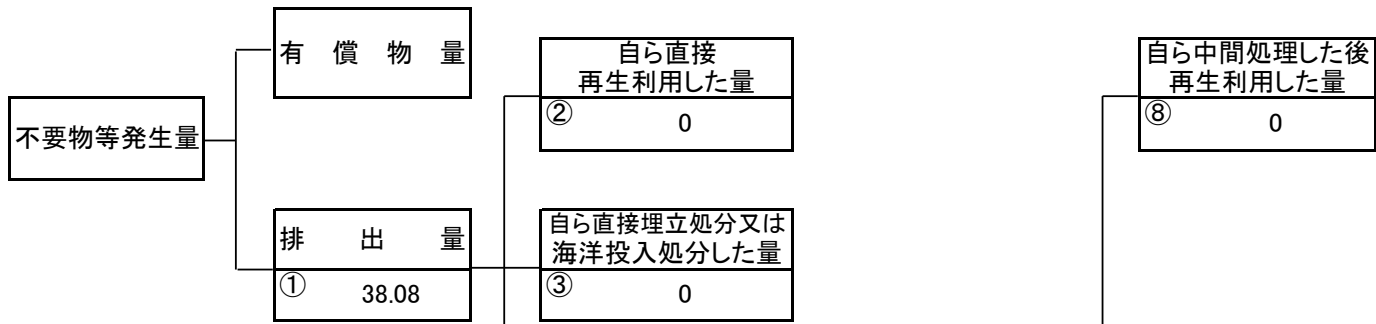 有償物量
自ら直接
再生利用した量
②
0
自ら中間処理した後
再生利用した量
⑧
0
不要物等発生量
排出量
①
38.08
自ら直接埋立処分又は
海洋投入処分した量
③
0